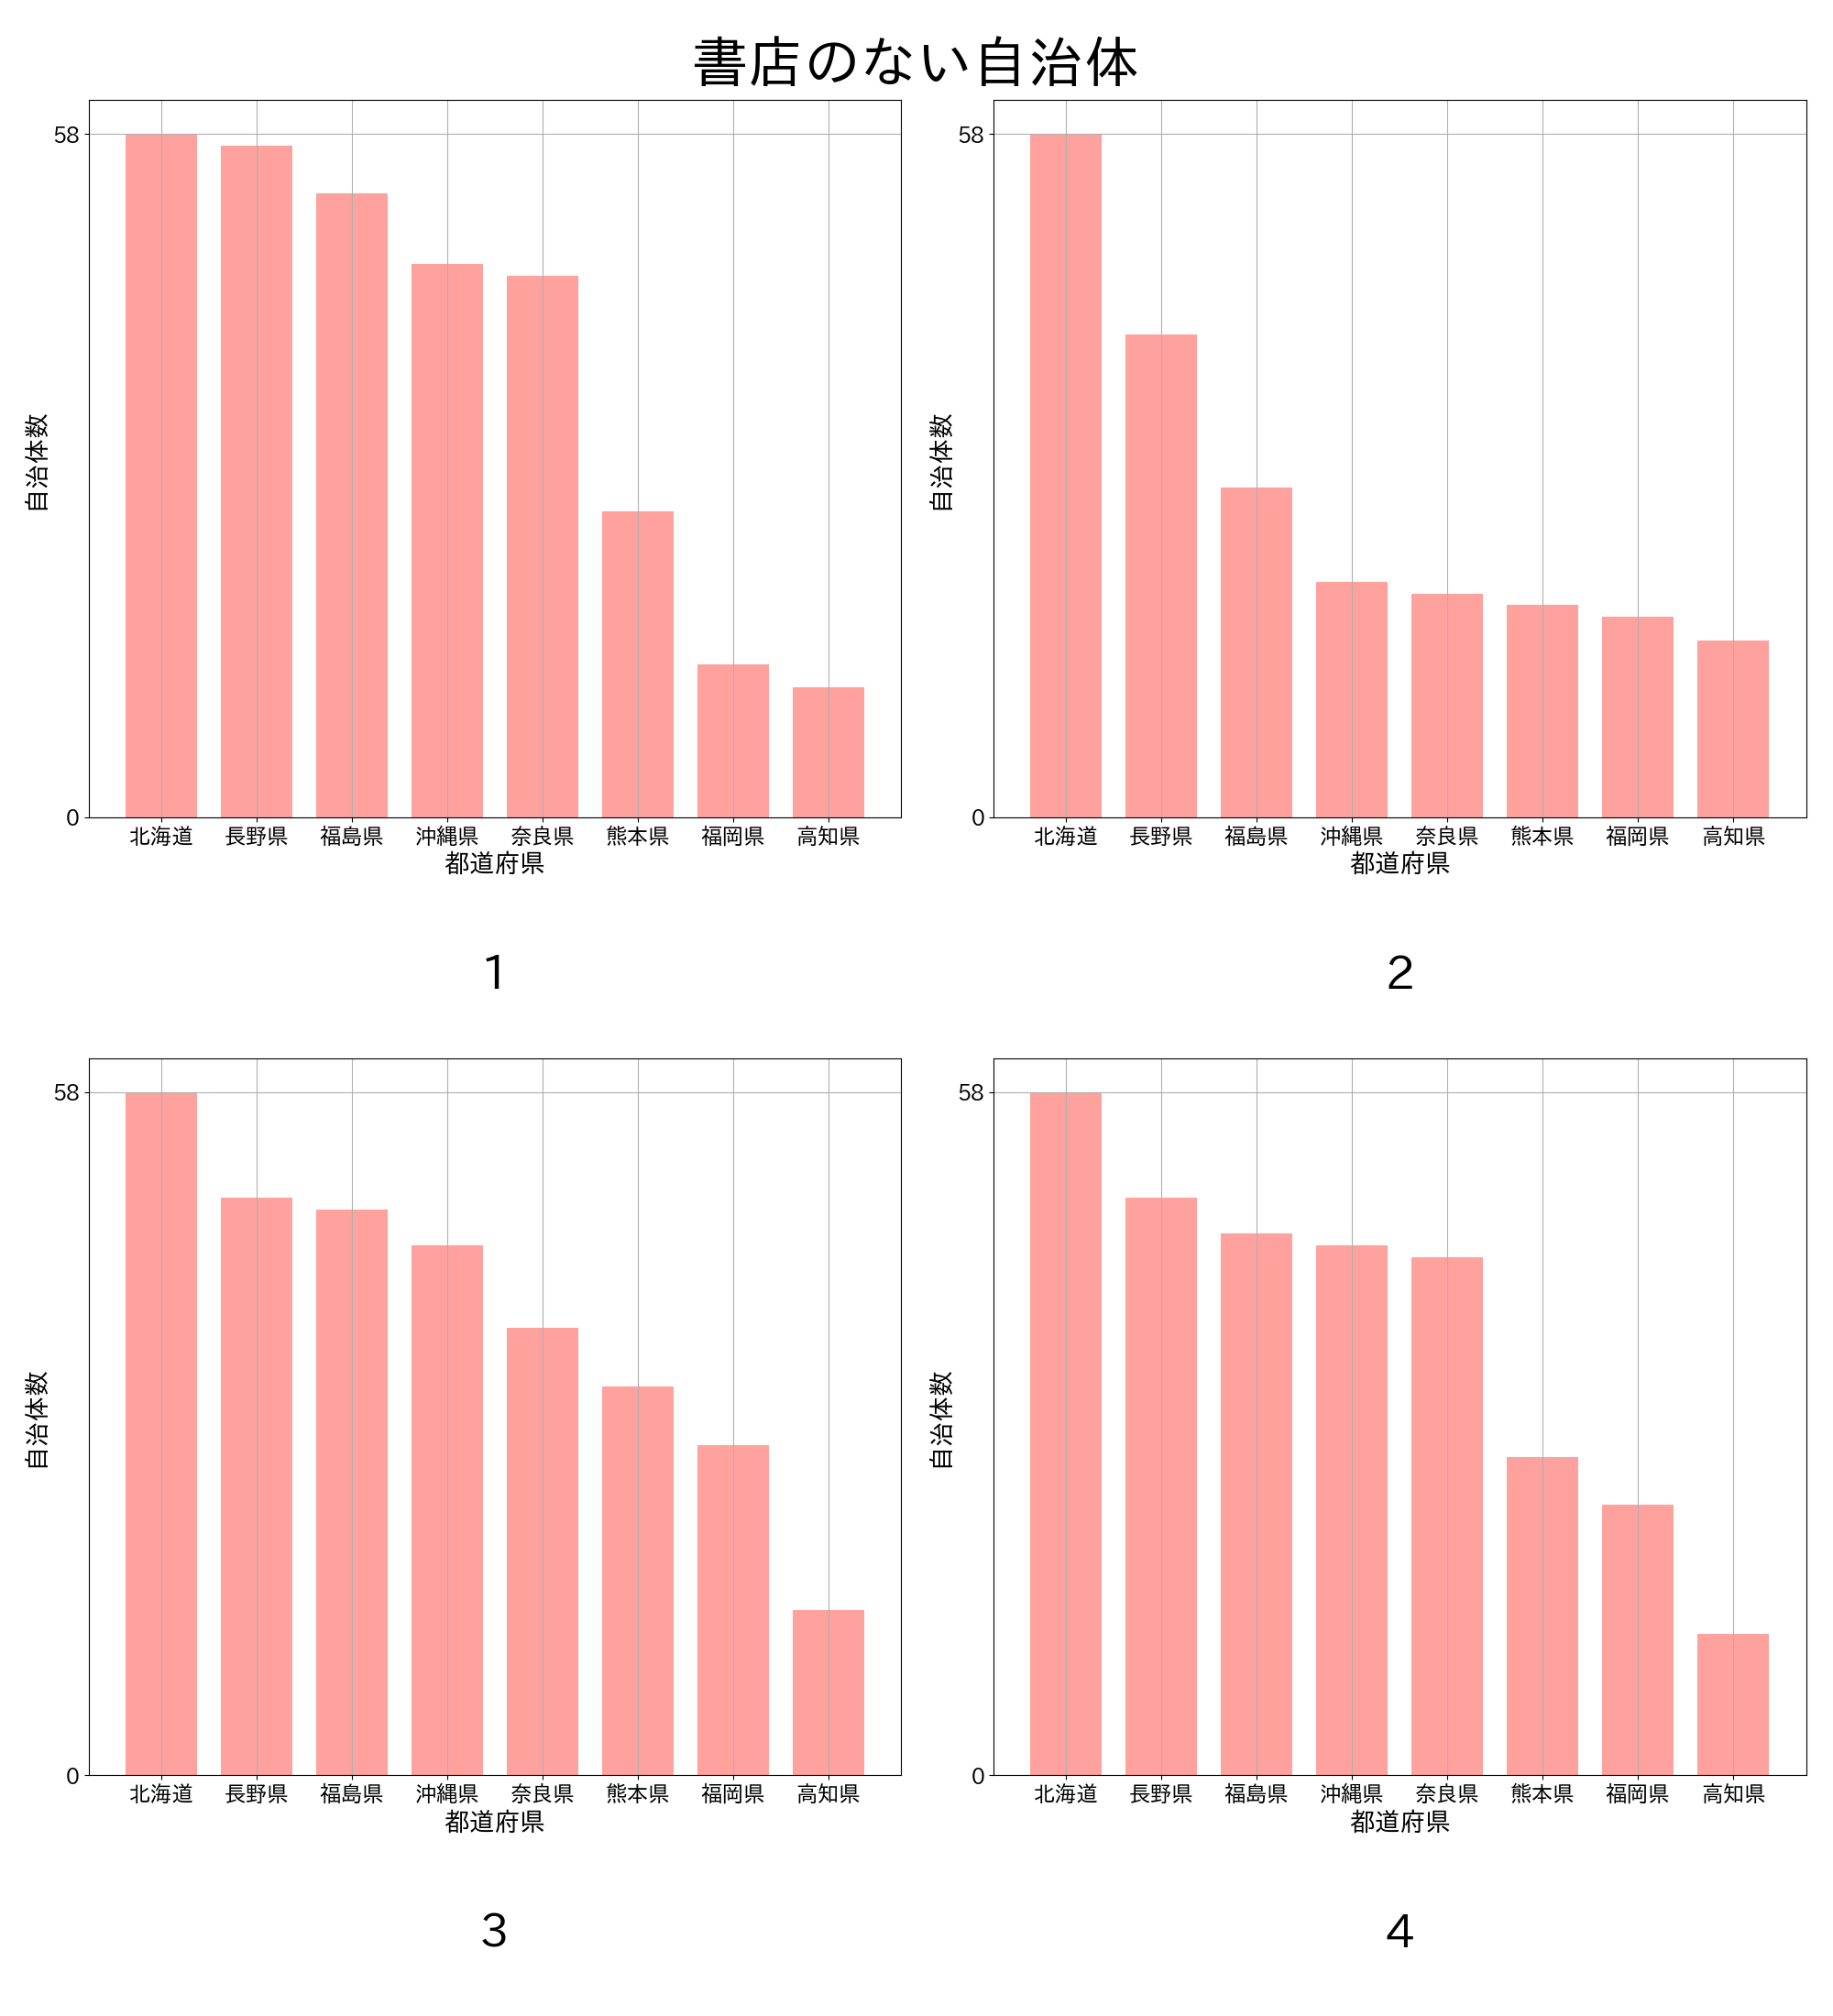 書店のない自治体
58
0
自治体数
北海道 長野県 福島県 沖縄県 奈良県 熊本県 福岡県 高知県
都道府県
1
58
0
自治体数
北海道 長野県 福島県 沖縄県 奈良県 熊本県 福岡県 高知県
都道府県
2
58
0
自治体数
北海道 長野県 福島県 沖縄県 奈良県 熊本県 福岡県 高知県
都道府県
3
58
0
自治体数
北海道 長野県 福島県 沖縄県 奈良県 熊本県 福岡県 高知県
都道府県
4